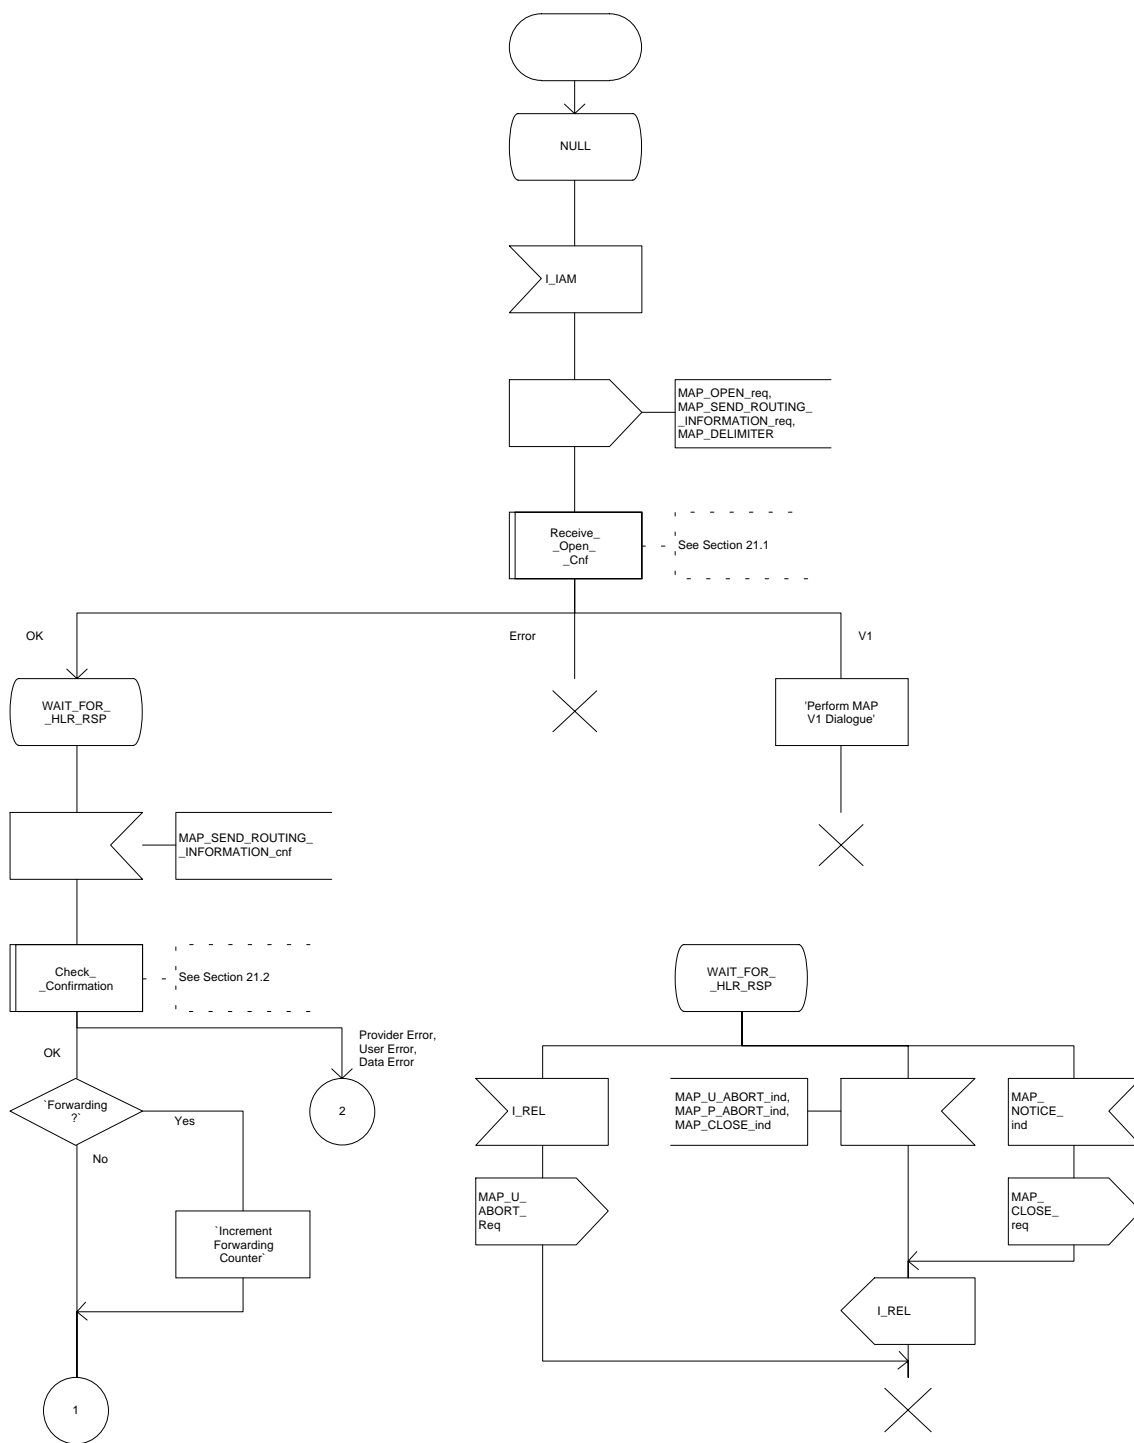 NULL
I_IAM
MAP_OPEN_req,
MAP_SEND_ROUTING_
_INFORMATION_req,
MAP_DELIMITER
Receive_
_Open_
_Cnf
See Section 21.1
OK
Error
V1
WAIT_FOR_
_HLR_RSP
'Perform MAP
V1 Dialogue'
MAP_SEND_ROUTING_
_INFORMATION_cnf
Check_
_Confirmation
See Section 21.2
OK
Provider Error,
User Error,
Data Error
`Forwarding
?`
Yes
No
2
`Increment
Forwarding
Counter`
1
WAIT_FOR_
_HLR_RSP
I_REL
MAP_U_ABORT_ind,
MAP_P_ABORT_ind,
MAP_CLOSE_ind
MAP_
NOTICE_
ind
MAP_U_
ABORT_
Req
MAP_
CLOSE_
req
I_REL